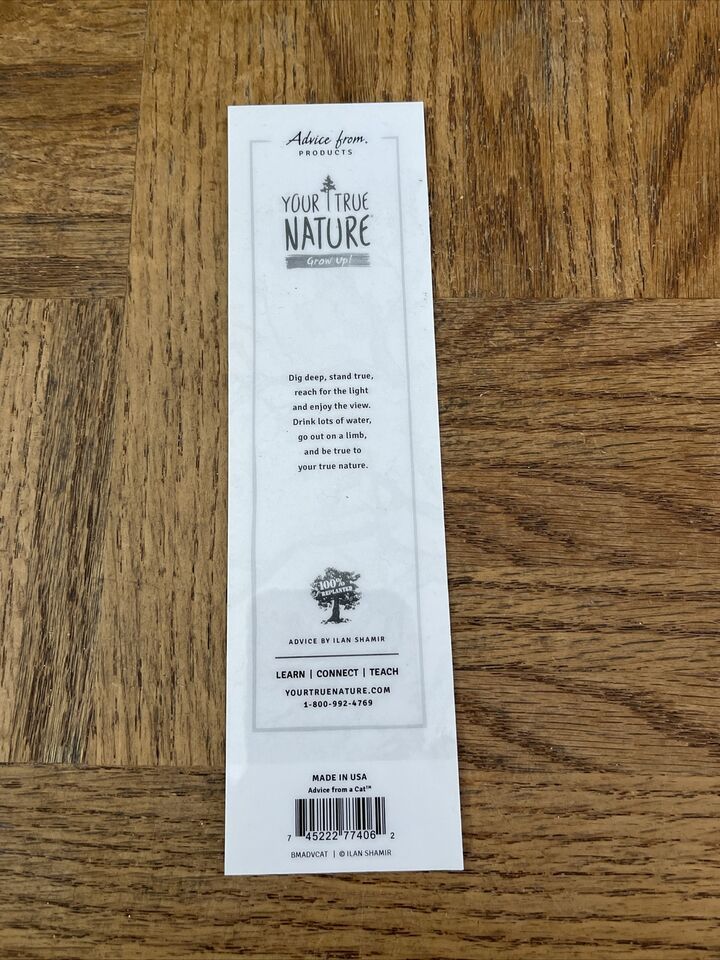 Advice from.
PRODUCTS
YOUR TRUE
NATURE®
Grow Up!
Dig deep, stand true,
reach for the light
and enjoy the view.
Drink lots of water,
go out on a limb,
and be true to
your true nature.
100%
REPLANTED
ADVICE BY ILAN SHAMIR
LEARN | CONNECT | TEACH
YOURTRUENATURE.COM
1-800-992-4769
MADE IN USA
Advice from a Cat™
7 45222 77406 2
BMADVCAT | © ILAN SHAMIR